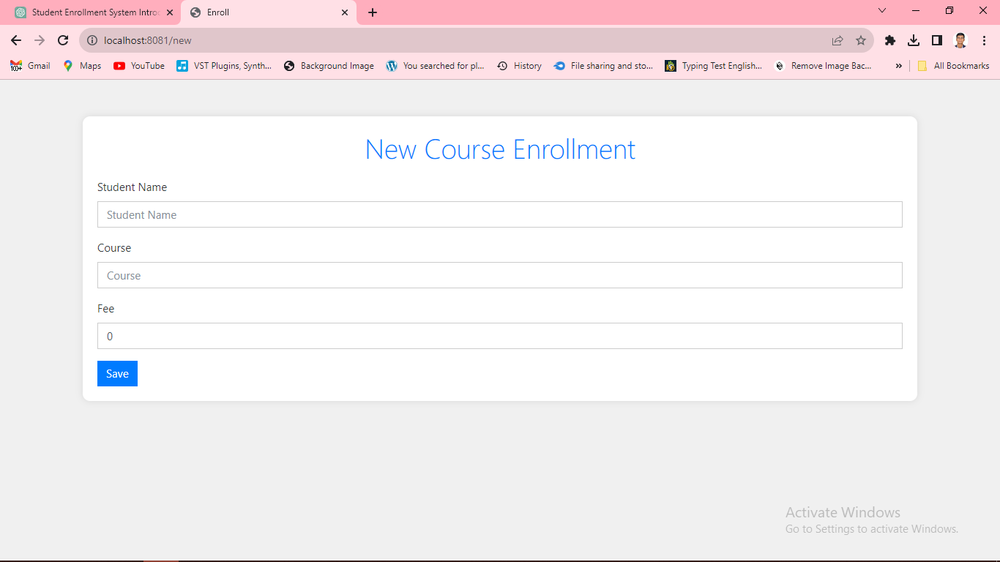 Student Enrollment System Intro
Enroll
localhost:8081/new
100+
Gmail
Maps
YouTube
VST Plugins, Synth...
Background Image
You searched for pl...
History
File sharing and sto...
Typing Test English...
Remove Image Bac...
»
All Bookmarks
New Course Enrollment
Student Name
Student Name
Course
Course
Fee
0
Save
Activate Windows
Go to Settings to activate Windows.